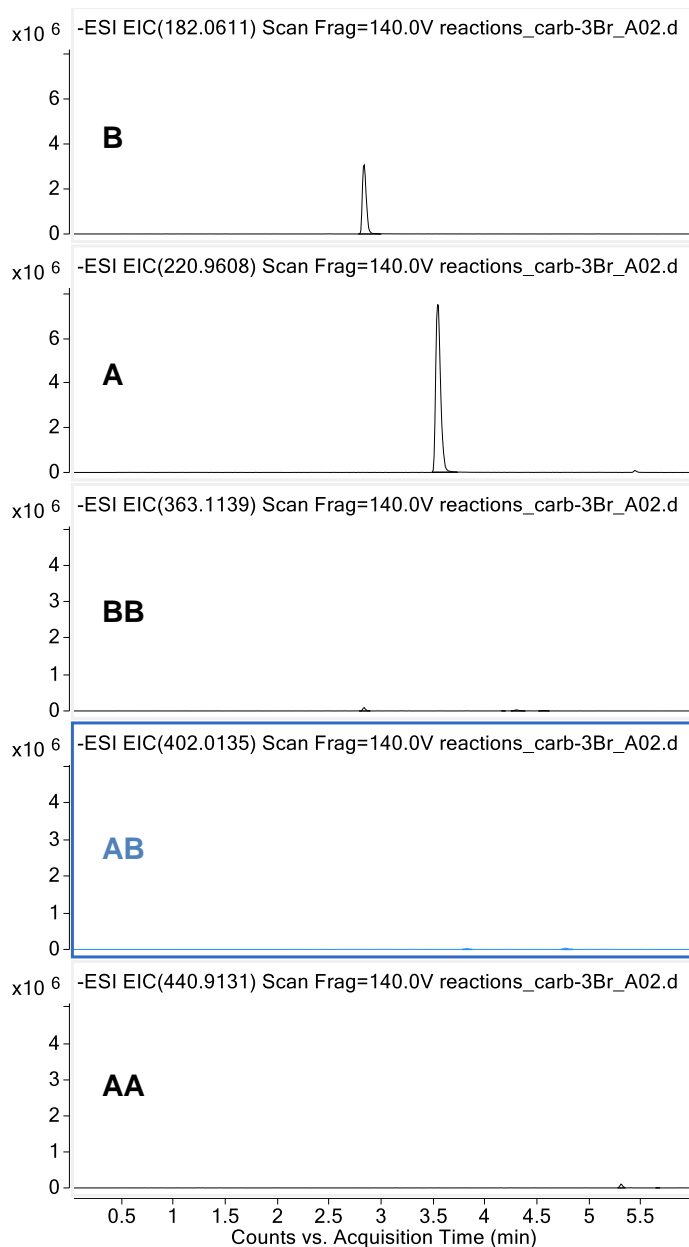 x10 6 -ESI EIC(182.0611) Scan Frag=140.0V reactions_carb-3Br_A02.d
6
B
4
2
0
x10 6 -ESI EIC(220.9608) Scan Frag=140.0V reactions_carb-3Br_A02.d
6
A
4
2
0
x10 6 -ESI EIC(363.1139) Scan Frag=140.0V reactions_carb-3Br_A02.d
4
3
BB
2
1
0
x10 6 -ESI EIC(402.0135) Scan Frag=140.0V reactions_carb-3Br_A02.d
4
3
AB
2
1
0
x10 6 -ESI EIC(440.9131) Scan Frag=140.0V reactions_carb-3Br_A02.d
4
3
AA
2
1
0
0.5 1 1.5 2 2.5 3 3.5 4 4.5 5 5.5
Counts vs. Acquisition Time (min)